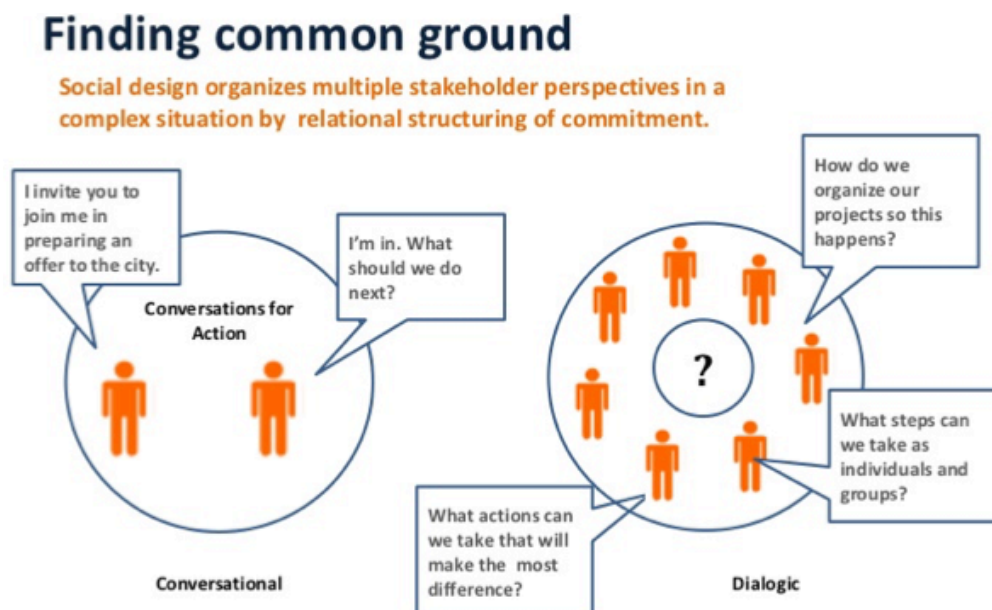 Finding common ground
Social design organizes multiple stakeholder perspectives in a
complex situation by relational structuring of commitment.
I invite you to
join me in
preparing an
offer to the city.
I'm in. What
should we do
next?
Conversations for
Action
Conversational
How do we
organize our
projects so this
happens?
?
What steps can
we take as
individuals and
groups?
What actions can
we take that will
make the most
difference?
Dialogic